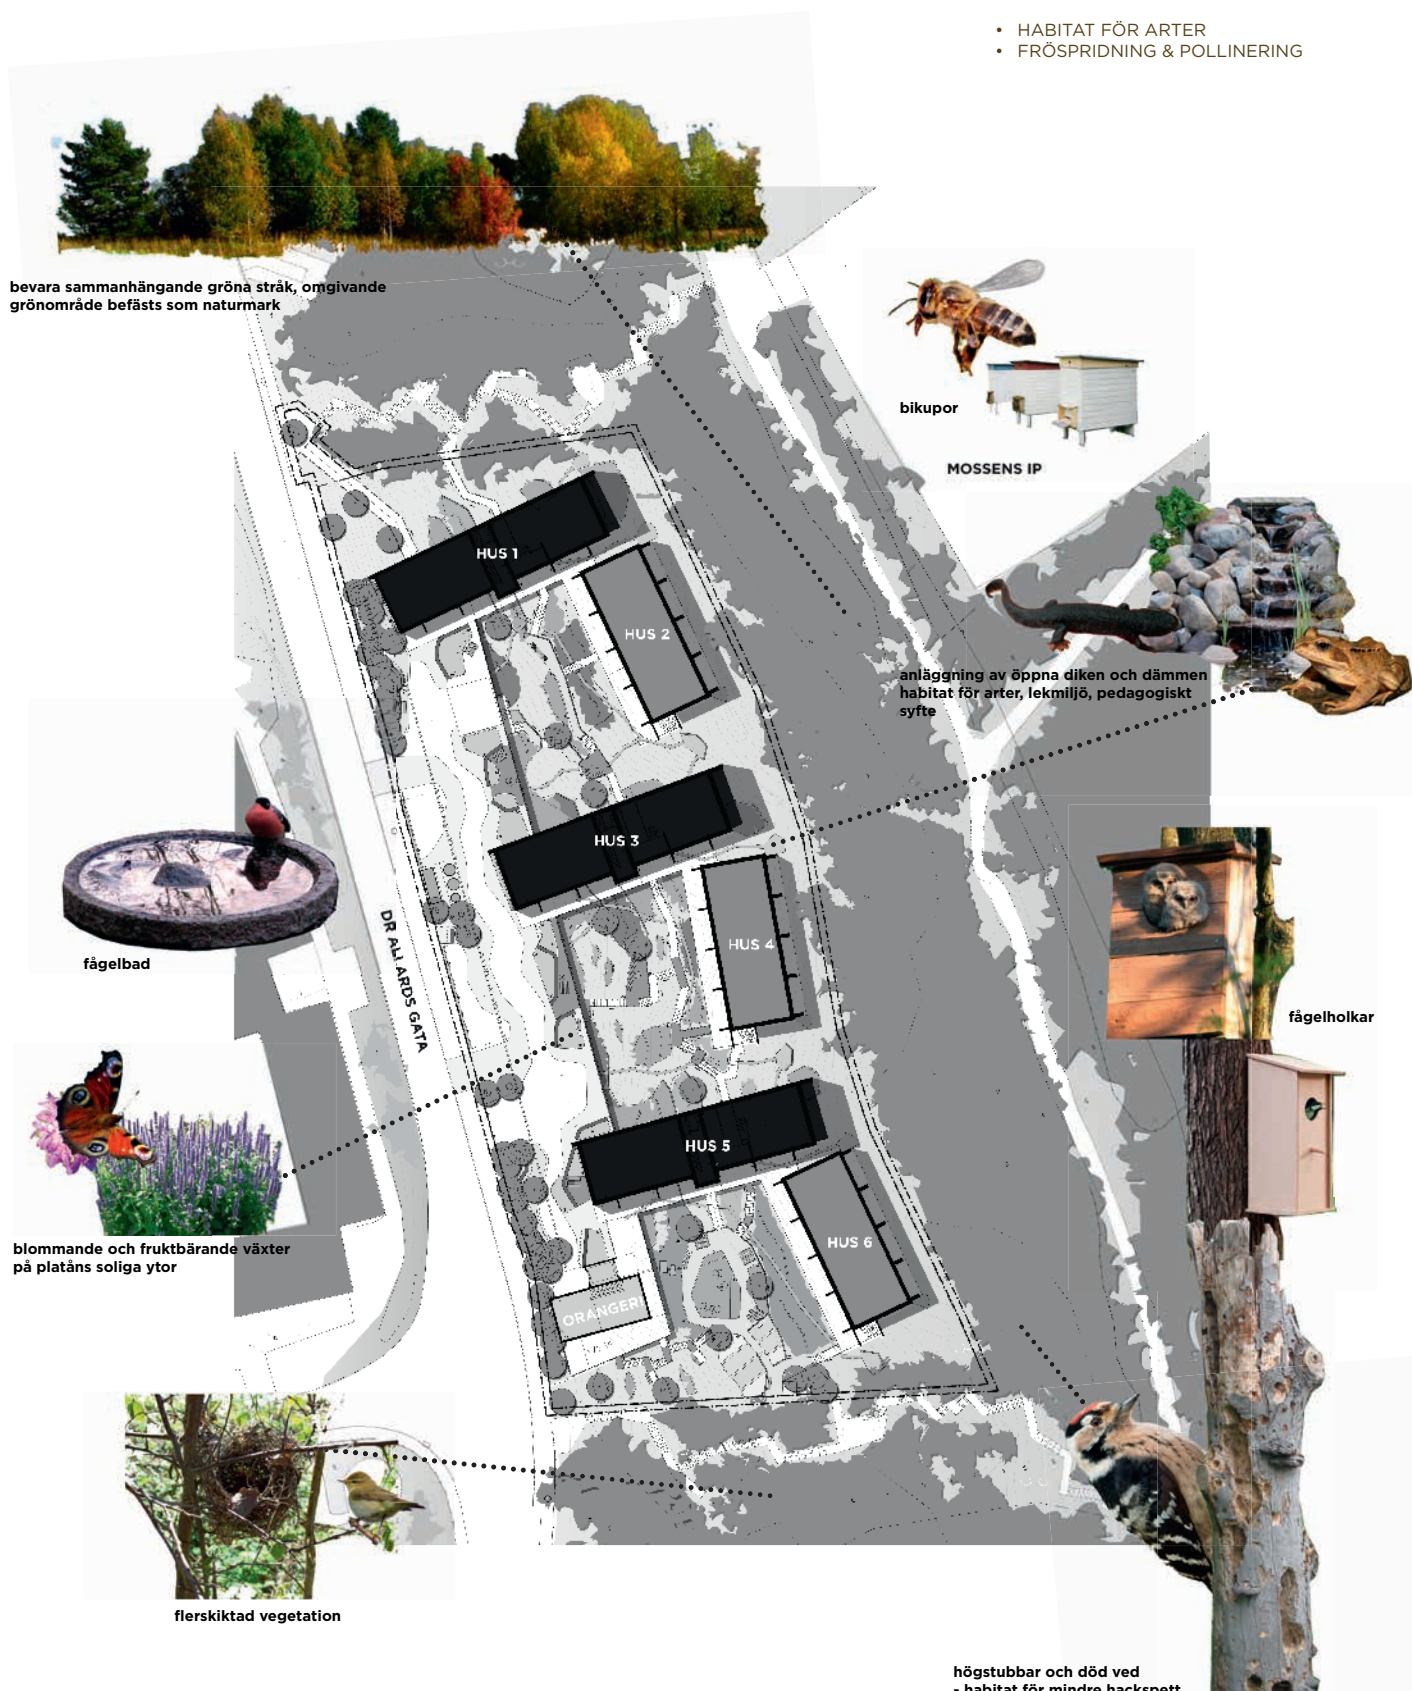 • HABITAT FÖR ARTER
• FRÖSPRIDNING & POLLINERING
bevara sammanhängande gröna stråk, omgivande
grönområde befästs som naturmark
bikupor
MOSSENS IP
HUS 1
HUS 2
anläggning av öppna diken och dämmen
habitat för arter, lekmiljö, pedagogiskt
syfte
HUS 3
HUS 4
DR ALLARDS GATA
fågelbad
fågelholkar
HUS 5
blommande och fruktbärande växter
på platåns soliga ytor
HUS 6
ORANGERI
flerskiktad vegetation
högstubbar och död ved
- habitat för mindre hackspett